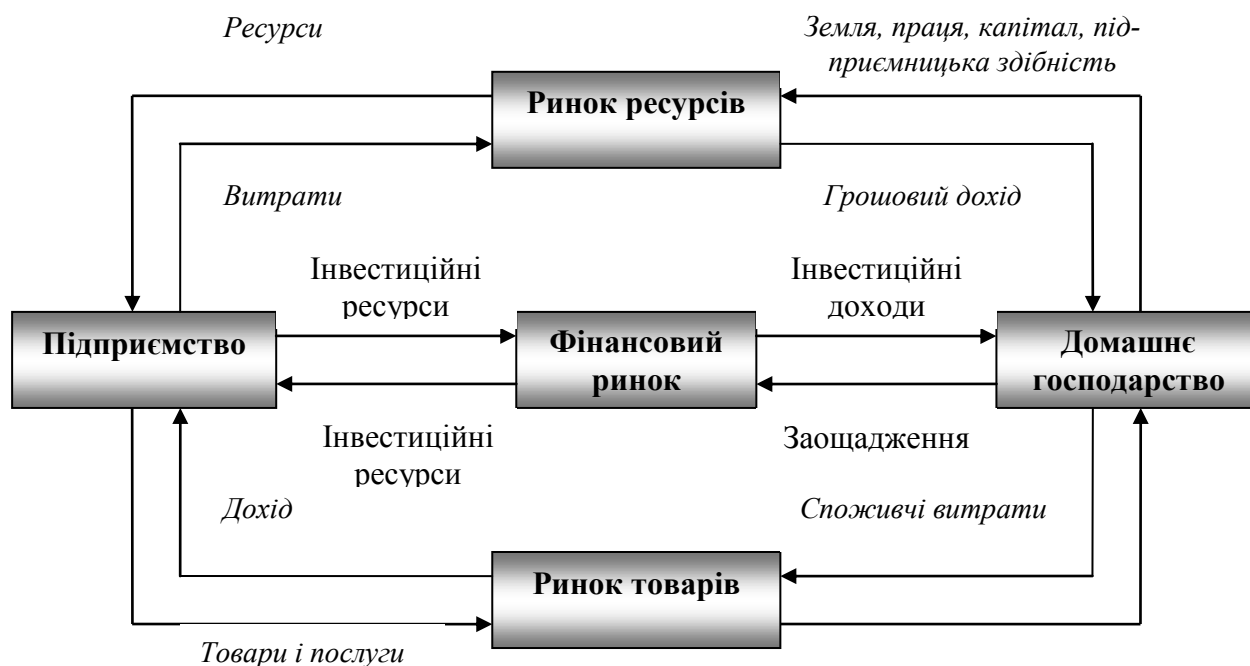 Ресурси
Земля, праця, капітал, під-
приємницька здібність
Ринок ресурсів
Витрати
Грошовий дохід
Інвестиційні
ресурси
Інвестиційні
доходи
Підприємство
Фінансовий
ринок
Домашнє
господарство
Інвестиційні
ресурси
Заощадження
Дохід
Споживчі витрати
Ринок товарів
Товари і послуги